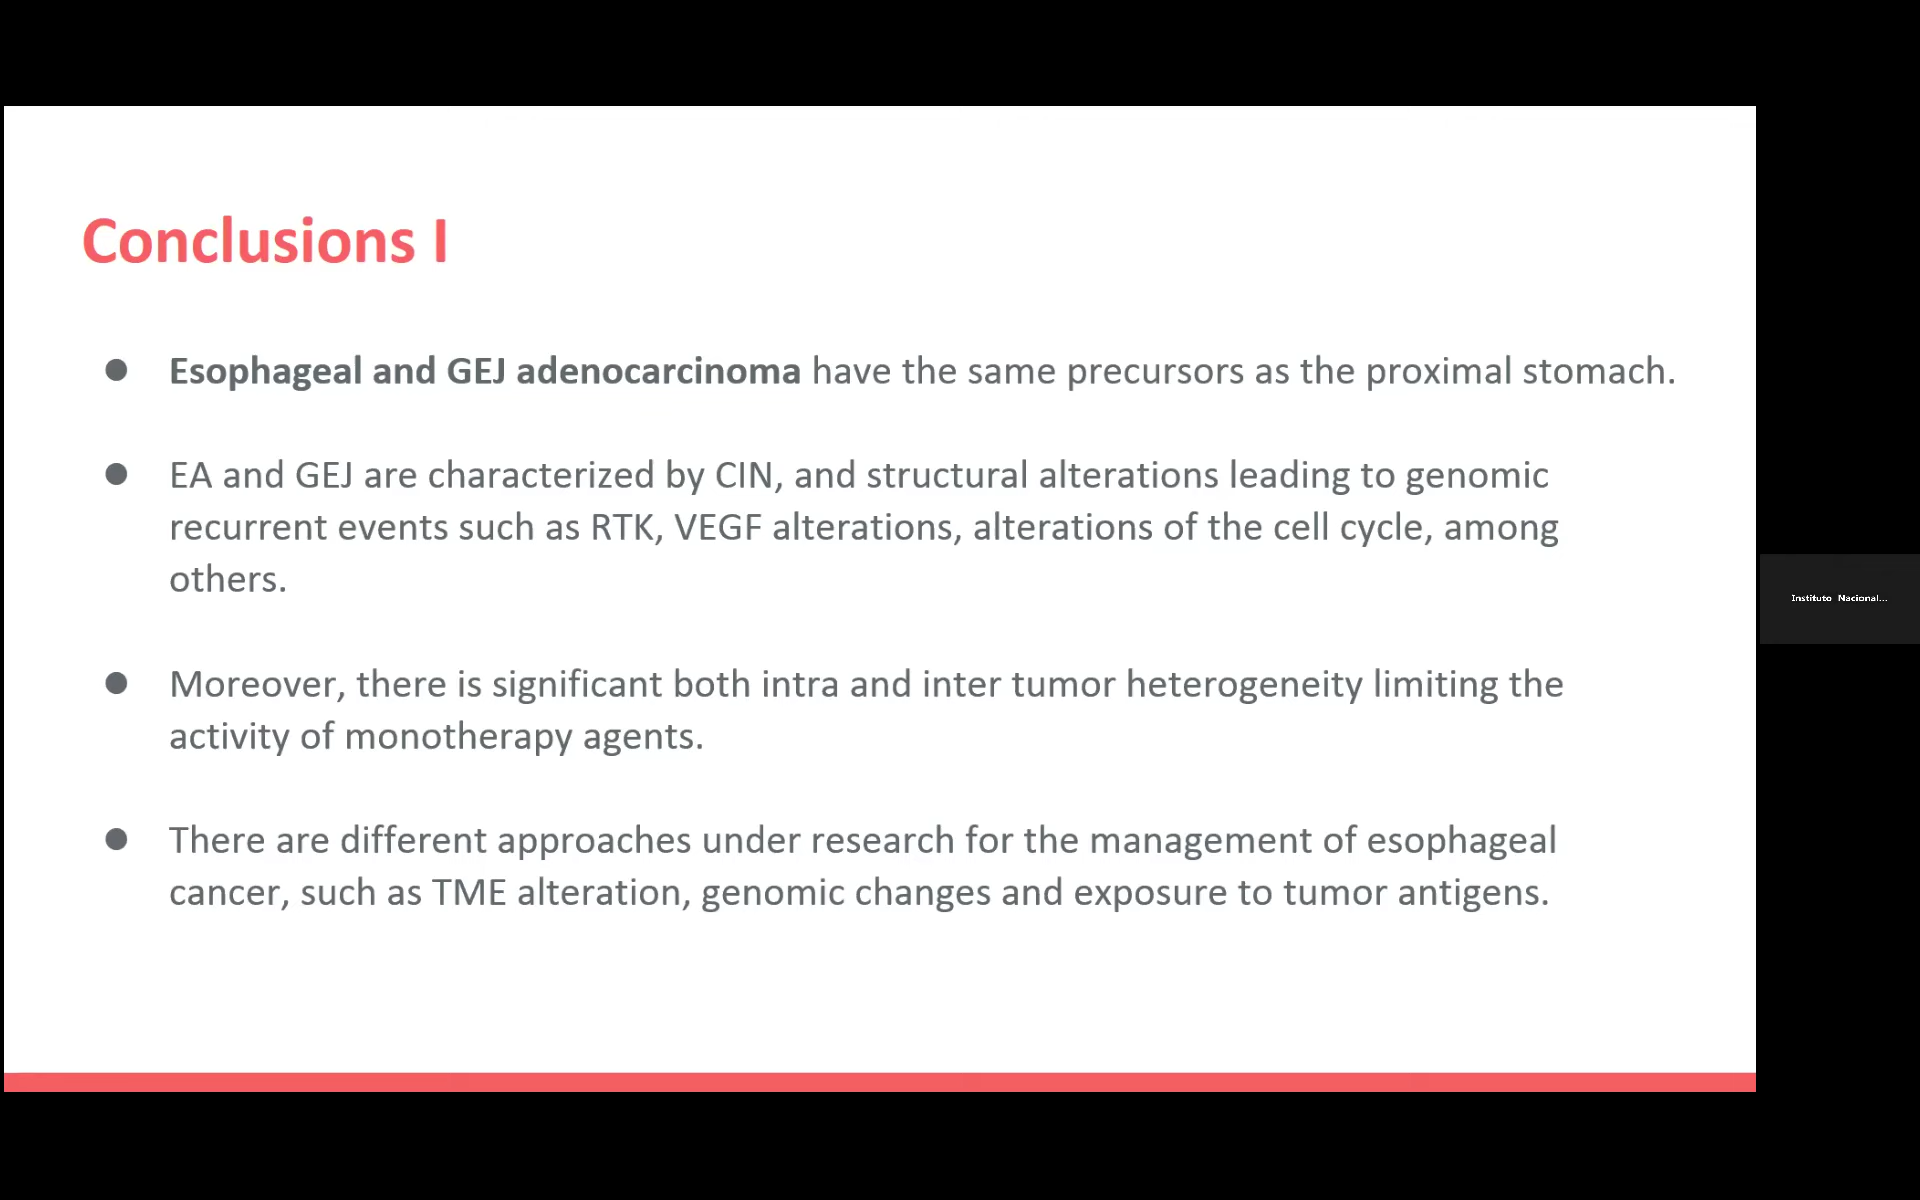 Conclusions I
● Esophageal and GEJ adenocarcinoma have the same precursors as the proximal stomach.
● EA and GEJ are characterized by CIN, and structural alterations leading to genomic
recurrent events such as RTK, VEGF alterations, alterations of the cell cycle, among
others.
● Moreover, there is significant both intra and inter tumor heterogeneity limiting the
activity of monotherapy agents.
● There are different approaches under research for the management of esophageal
cancer, such as TME alteration, genomic changes and exposure to tumor antigens.
Instituto Nacional...